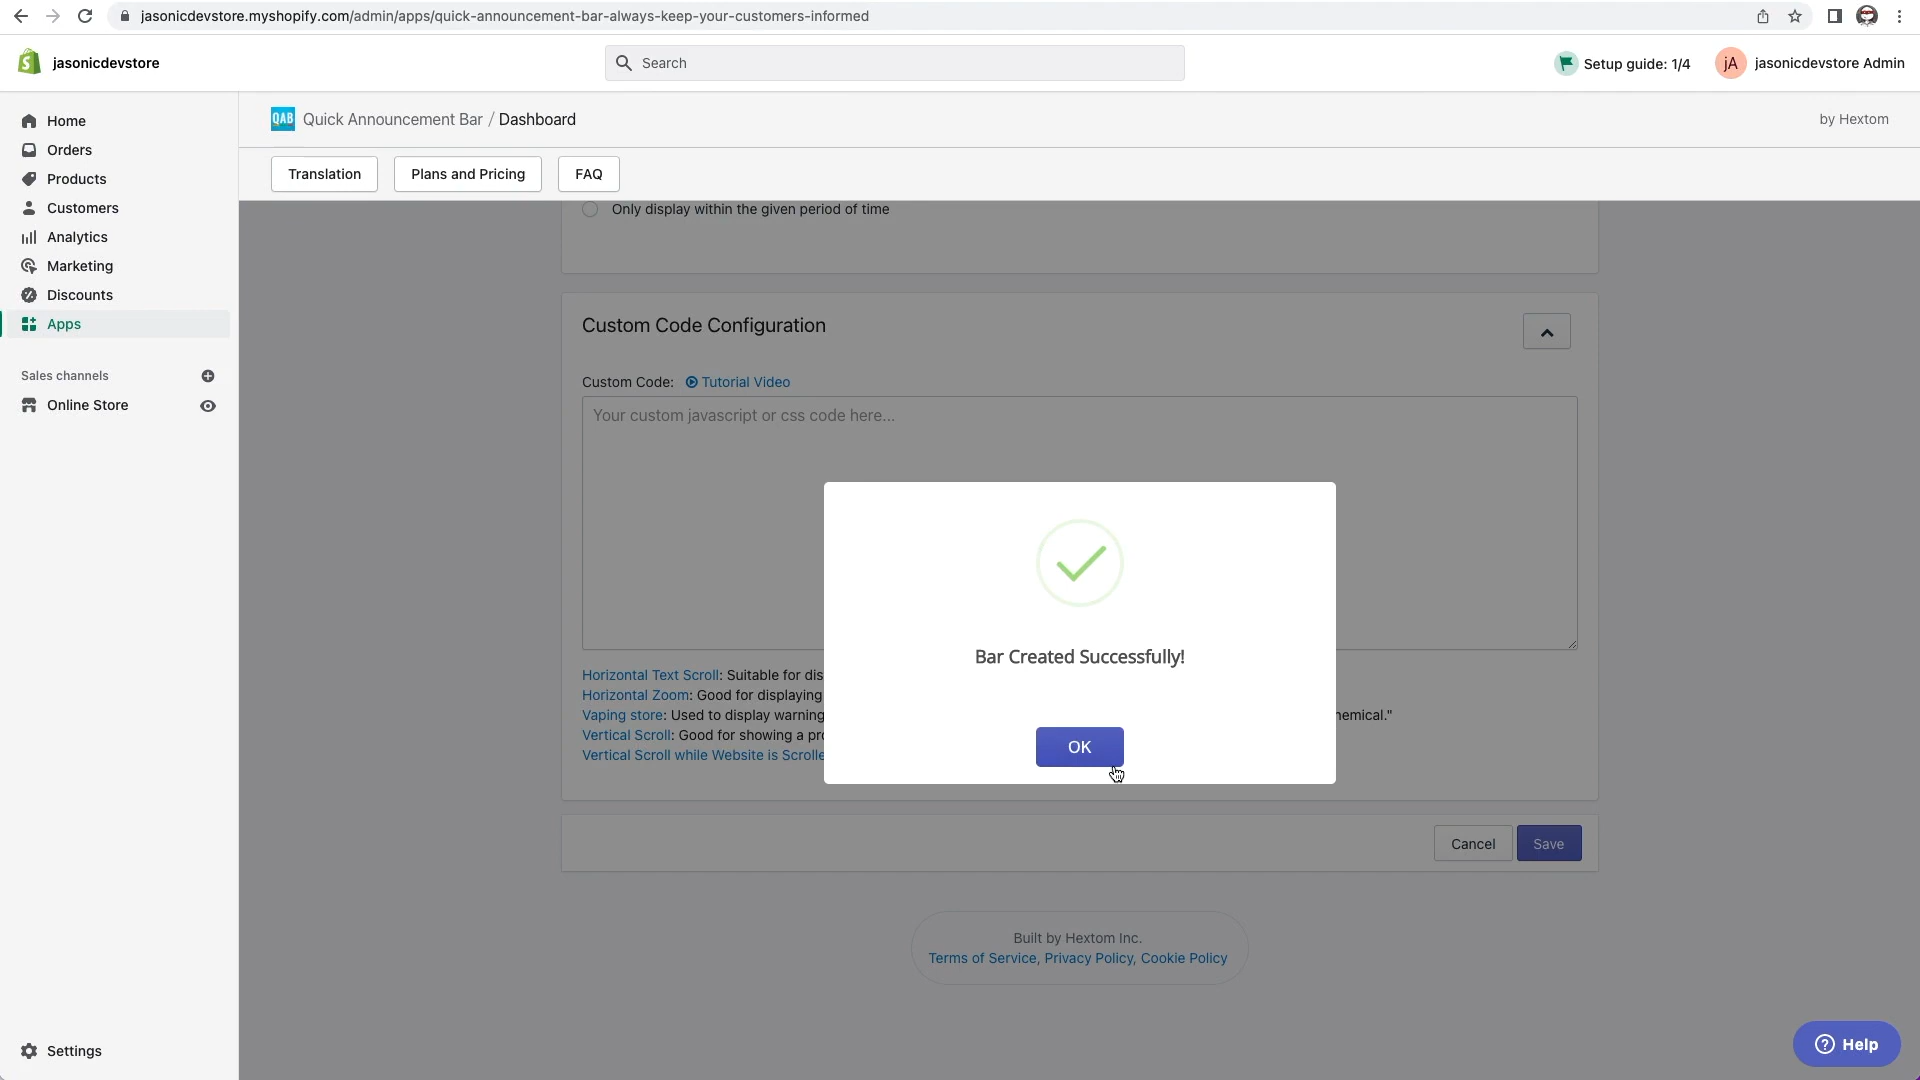 jasonicdevstore.myshopify.com/admin/apps/quick-announcement-bar-always-keep-your-customers-informed
jasonicdevstore
Search
Setup guide: 1/4
jA
jasonicdevstore Admin
Home
Orders
Products
Customers
Analytics
Marketing
Discounts
Apps
Sales channels
Online Store
Settings
QAB
Quick Announcement Bar / Dashboard
by Hextom
Translation
Plans and Pricing
FAQ
Only display within the given period of time
Custom Code Configuration
Custom Code: Tutorial Video
Your custom javascript or css code here...
Bar Created Successfully!
OK
Horizontal Text Scroll: Suitable for
Horizontal Zoom: Good for displaying
Vaping store: Used to display warning hemical."
Vertical Scroll: Good for showing a
Vertical Scroll while Website is Scrolle
Cancel
Save
Built by Hextom Inc.
Terms of Service, Privacy Policy, Cookie Policy
Help